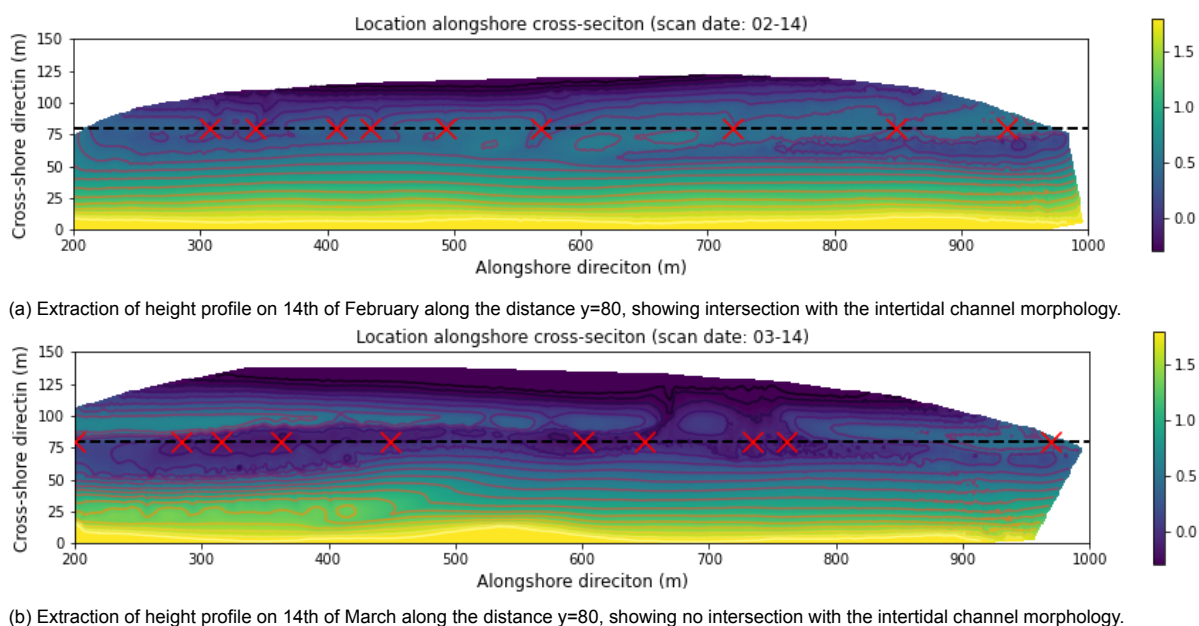 Location alongshore cross-seciton (scan date: 02-14)
150
125
100
75
50
25
0
Cross-shore directin (m)
200 300 400 500 600 700 800 900 1000
Alongshore direciton (m)
1.5
1.0
0.5
0.0
(a) Extraction of height profile on 14th of February along the distance y=80, showing intersection with the intertidal channel morphology.
Location alongshore cross-seciton (scan date: 03-14)
150
125
100
75
50
25
0
Cross-shore directin (m)
200 300 400 500 600 700 800 900 1000
Alongshore direciton (m)
1.5
1.0
0.5
0.0
(b) Extraction of height profile on 14th of March along the distance y=80, showing no intersection with the intertidal channel morphology.